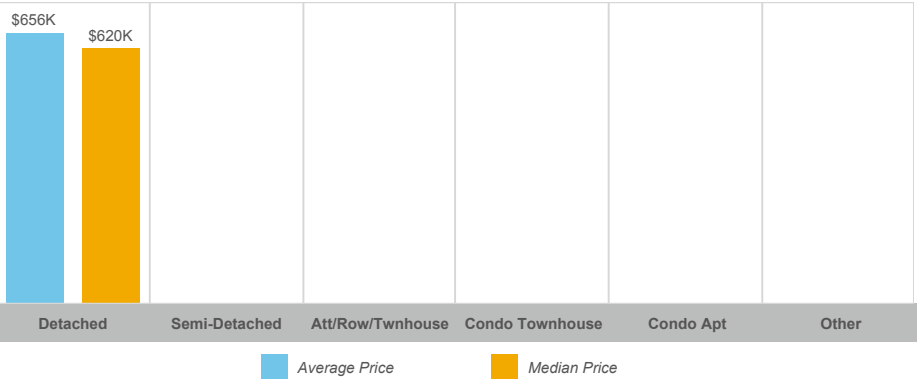 $656K
$620K
Detached Semi-Detached Att/Row/Twnhouse Condo Townhouse Condo Apt Other
Average Price Median Price